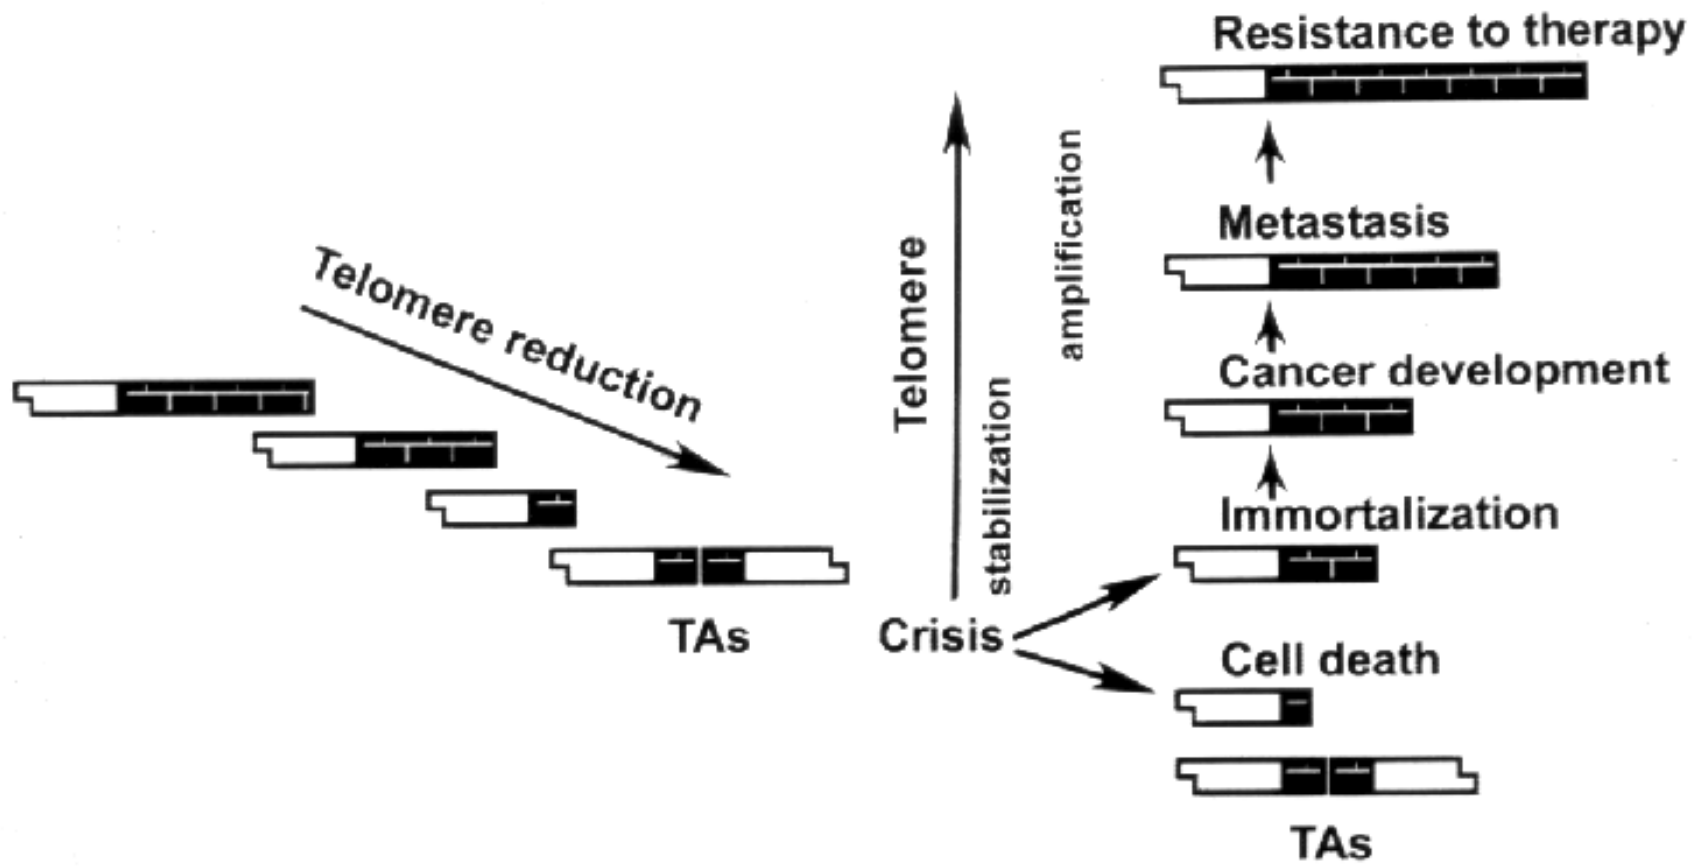 Resistance to therapy
Metastasis
Cancer development
Immortalization
Cell death
TAs
Telomere reduction
TAs
Crisis
Telomere
stabilization
amplification